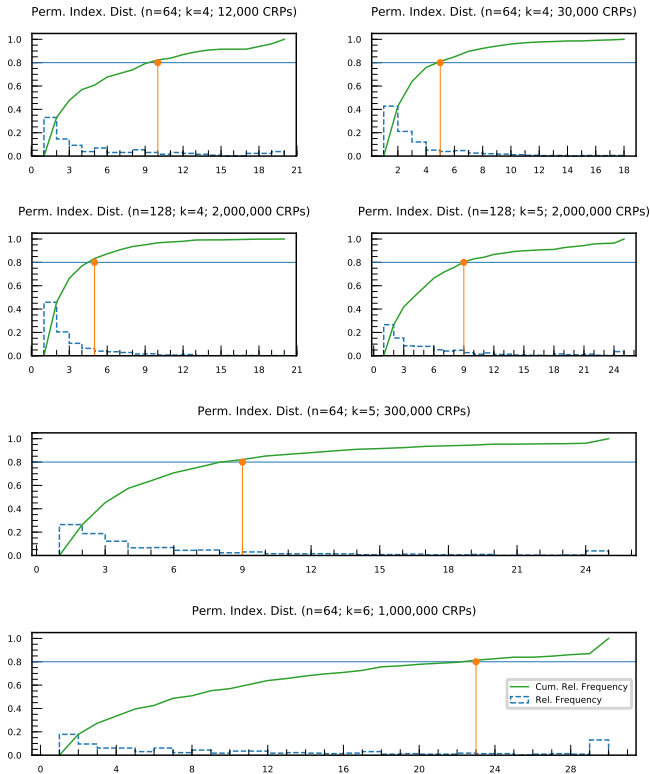 Perm. Index. Dist. (n=64; k=4; 12,000 CRPs)
1.0
0.8
0.6
0.4
0.2
0.0
0 3 6 9 12 15 18 21
Perm. Index. Dist. (n=64; k=4; 30,000 CRPs)
1.0
0.8
0.6
0.4
0.2
0.0
2 4 6 8 10 12 14 16 18
Perm. Index. Dist. (n=128; k=4; 2,000,000 CRPs)
1.0
0.8
0.6
0.4
0.2
0.0
0 3 6 9 12 15 18 21
Perm. Index. Dist. (n=128; k=5; 2,000,000 CRPs)
1.0
0.8
0.6
0.4
0.2
0.0
0 3 6 9 12 15 18 21 24
Perm. Index. Dist. (n=64; k=5; 300,000 CRPs)
1.0
0.8
0.6
0.4
0.2
0.0
0 3 6 9 12 15 18 21 24
Perm. Index. Dist. (n=64; k=6; 1,000,000 CRPs)
1.0
0.8
0.6
0.4
0.2
0.0
Cum. Rel. Frequency
Rel. Frequency
0 4 8 12 16 20 24 28